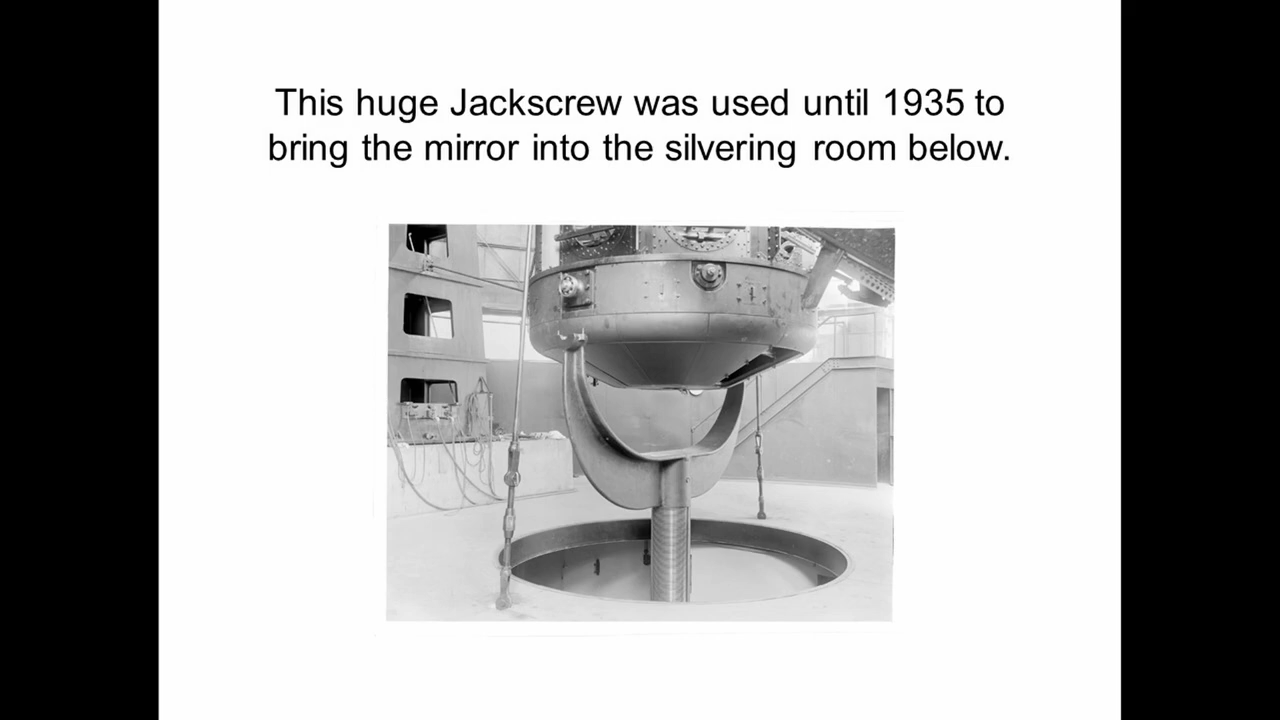 This huge Jackscrew was used until 1935 to
bring the mirror into the silvering room below.